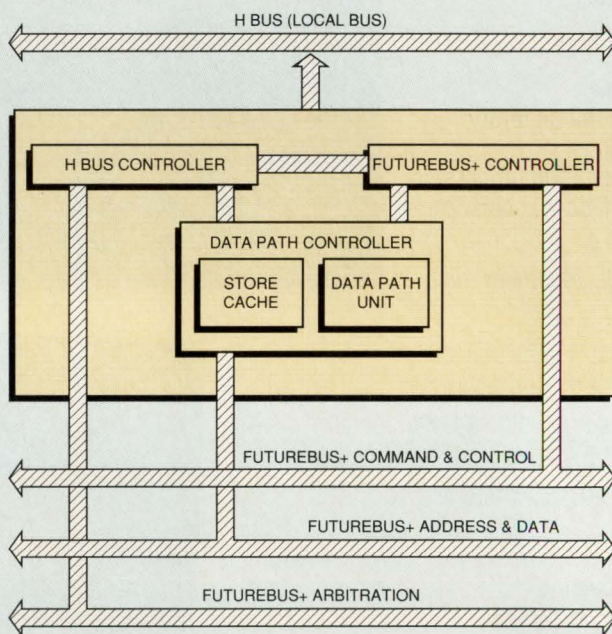 H BUS (LOCAL BUS)
H BUS CONTROLLER
FUTUREBUS+ CONTROLLER
DATA PATH CONTROLLER
STORE
CACHE
DATA PATH
UNIT
FUTUREBUS+ COMMAND & CONTROL
FUTUREBUS+ ADDRESS & DATA
FUTUREBUS+ ARBITRATION